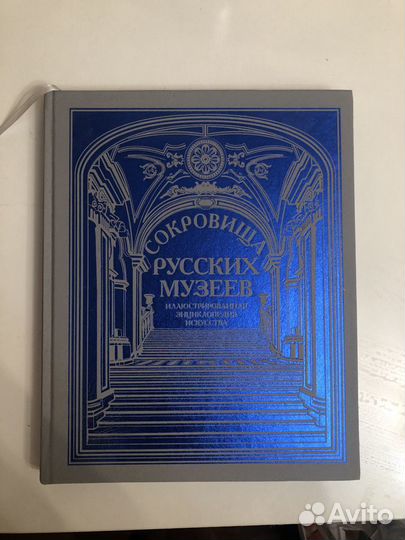 СОКРОВИЩА
РУССКИХ
МУЗЕЕВ
ИЛЛЮСТРИРОВАННАЯ
ЭНЦИКЛОПЕДИЯ
ИСКУССТВА
Avito